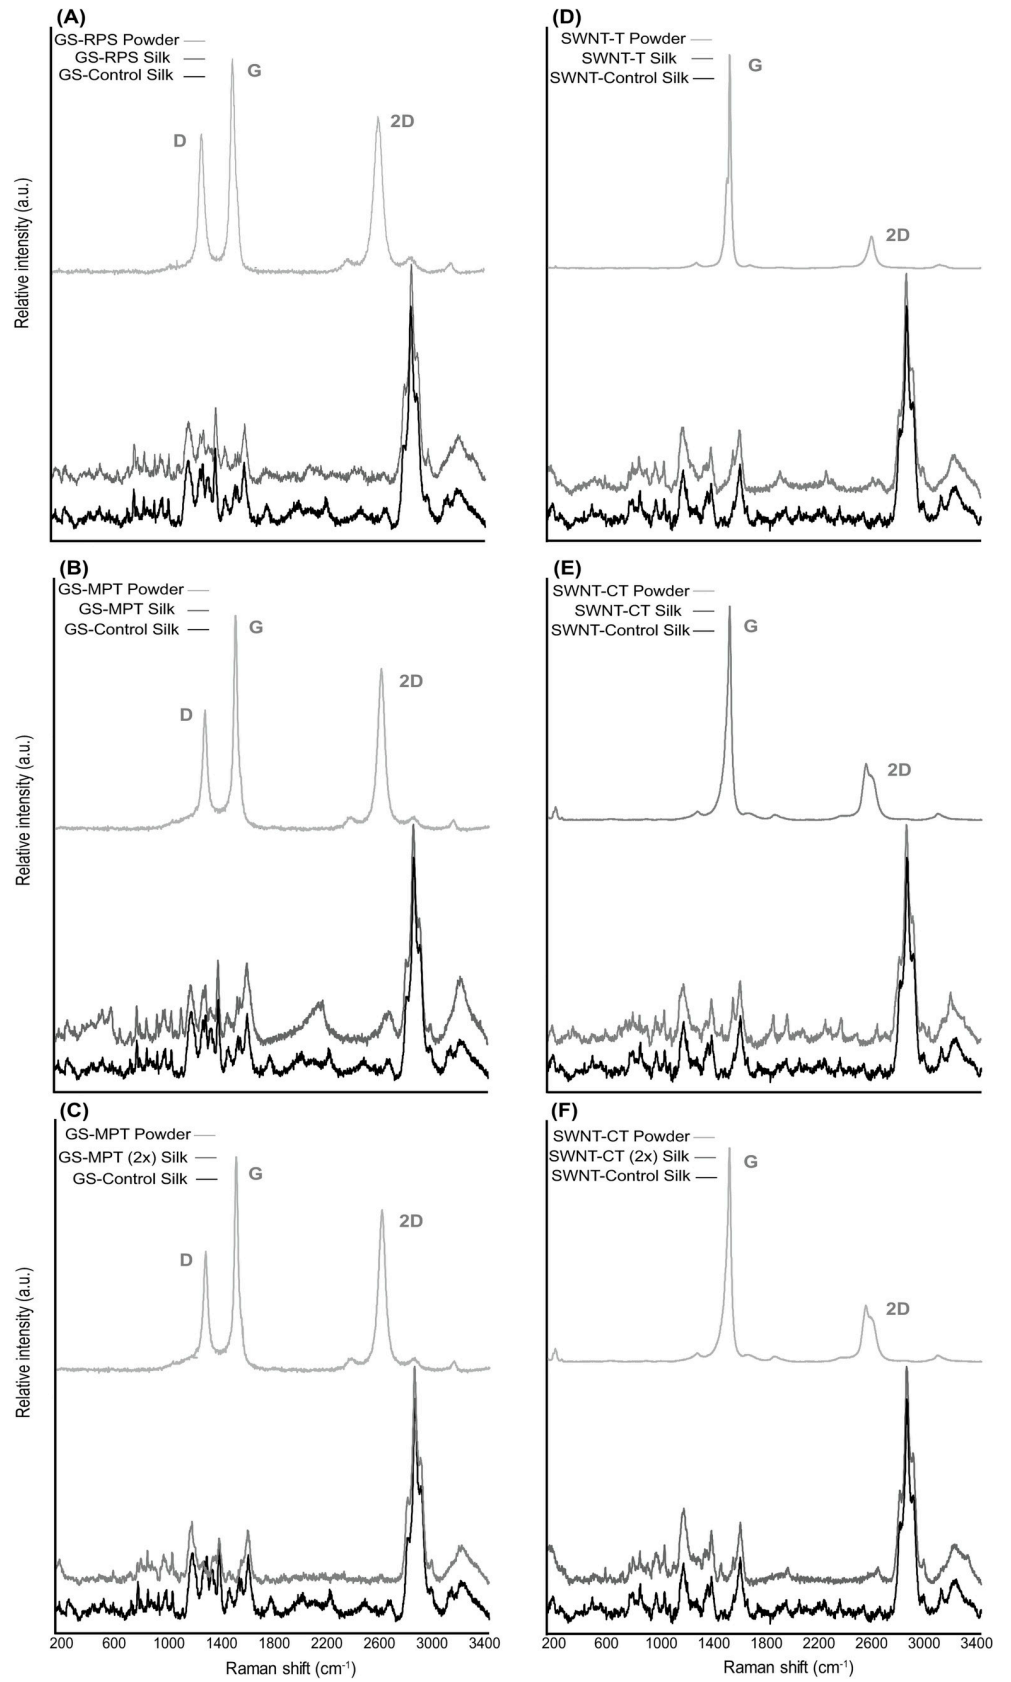 (A)
GS-RPS Powder
GS-RPS Silk
GS-Control Silk
D
G
2D
Relative intensity (a.u.)
(D)
SWNT-T Powder
SWNT-T Silk
SWNT-Control Silk
G
2D
(B)
GS-MPT Powder
GS-MPT Silk
GS-Control Silk
D
G
2D
Relative intensity (a.u.)
(E)
SWNT-CT Powder
SWNT-CT Silk
SWNT-Control Silk
G
2D
(C)
GS-MPT Powder
GS-MPT (2x) Silk
GS-Control Silk
D
G
2D
Relative intensity (a.u.)
200 600 1000 1400 1800 2200 2600 3000 3400
Raman shift (cm⁻¹)
(F)
SWNT-CT Powder
SWNT-CT (2x) Silk
SWNT-Control Silk
G
2D
200 600 1000 1400 1800 2200 2600 3000 3400
Raman shift (cm⁻¹)